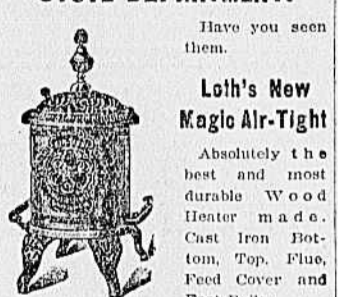 Have you seen
them.
Loth's New
Magic Air-Tight
Absolutely the
best and most
durable Wood
Heater made.
Cast Iron Bot-
tom, Top, Flue,
Feed Cover and